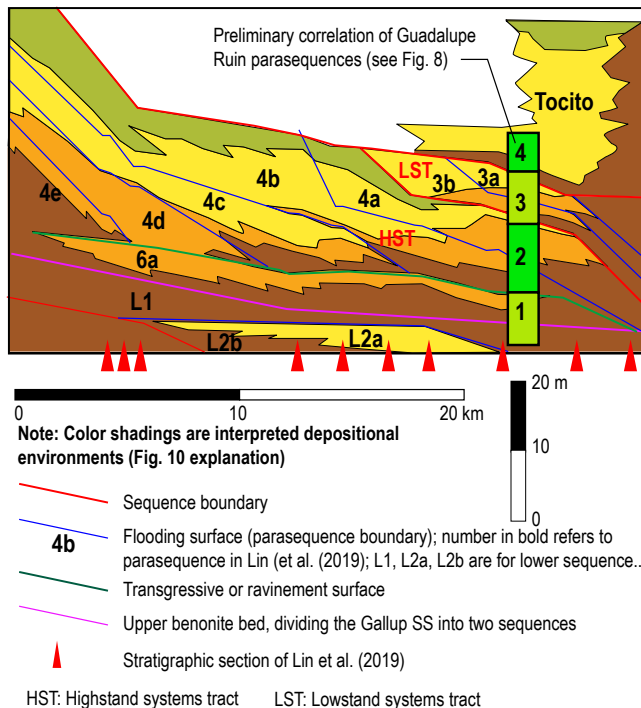 Preliminary correlation of Guadalupe
Ruin parasequences (see Fig. 8)
Tocito
4
LST
3b
3a
4b
4a
4e
4c
3
4d
HST
6a
2
L1
1
L2b
L2a
0
10
20 km
20 m
10
0
Note: Color shadings are interpreted depositional
environments (Fig. 10 explanation)
Sequence boundary
Flooding surface (parasequence boundary); number in bold refers to
4b
parasequence in Lin (et al. (2019); L1, L2a, L2b are for lower sequence..
Transgressive or ravinement surface
Upper benonite bed, dividing the Gallup SS into two sequences
Stratigraphic section of Lin et al. (2019)
HST: Highstand systems tract
LST: Lowstand systems tract